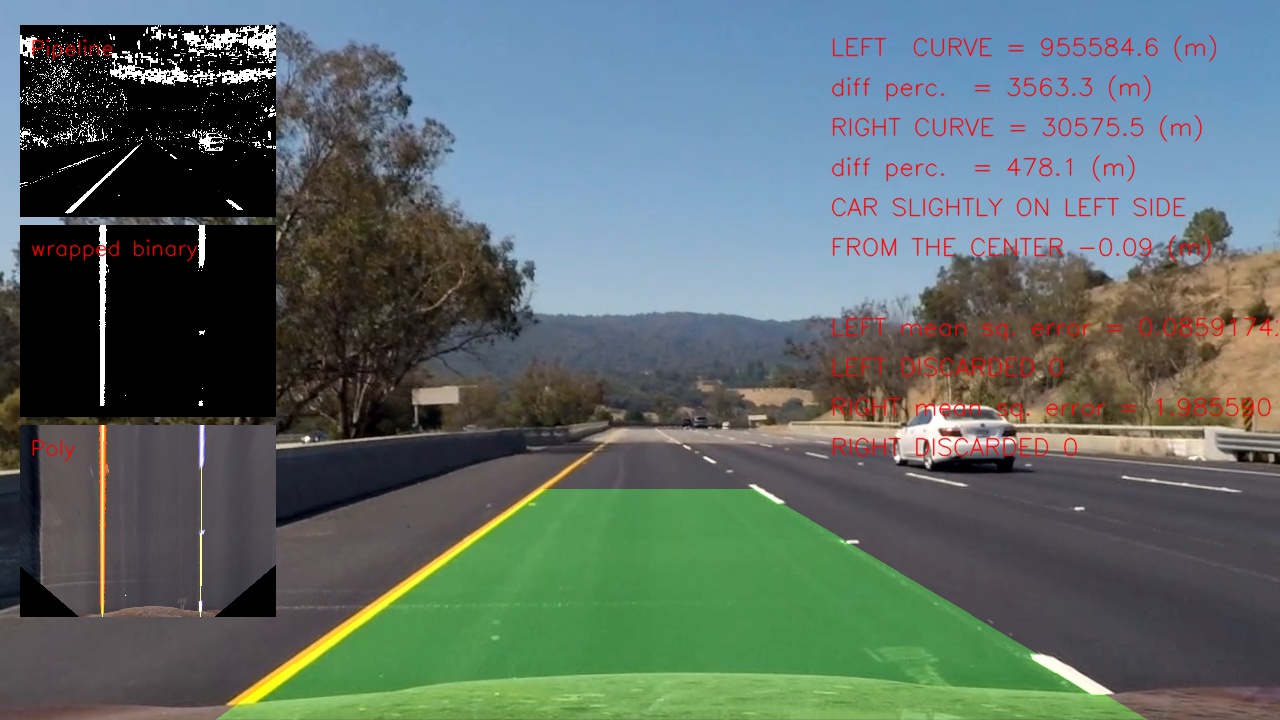 Pipeline
wrapped binary
Poly
LEFT CURVE = 955584.6 (m)
diff perc. = 3563.3 (m)
RIGHT CURVE = 30575.5 (m)
diff perc. = 478.1 (m)
CAR SLIGHTLY ON LEFT SIDE
FROM THE CENTER -0.09 (m)
LEFT mean sq. error = 0.0859174.
LEFT DISCARDED 0
RIGHT mean sq. error = 1.985590
RIGHT DISCARDED 0